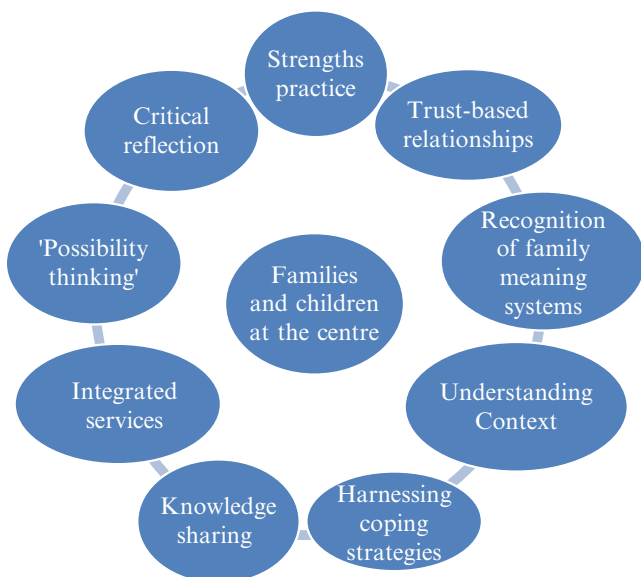 Strengths
practice
Trust-based
relationships
Recognition
of family
meaning
systems
Understanding
Context
Harnessing
coping
strategies
Knowledge
sharing
Integrated
services
'Possibility
thinking'
Critical
reflection
Families
and children
at the centre